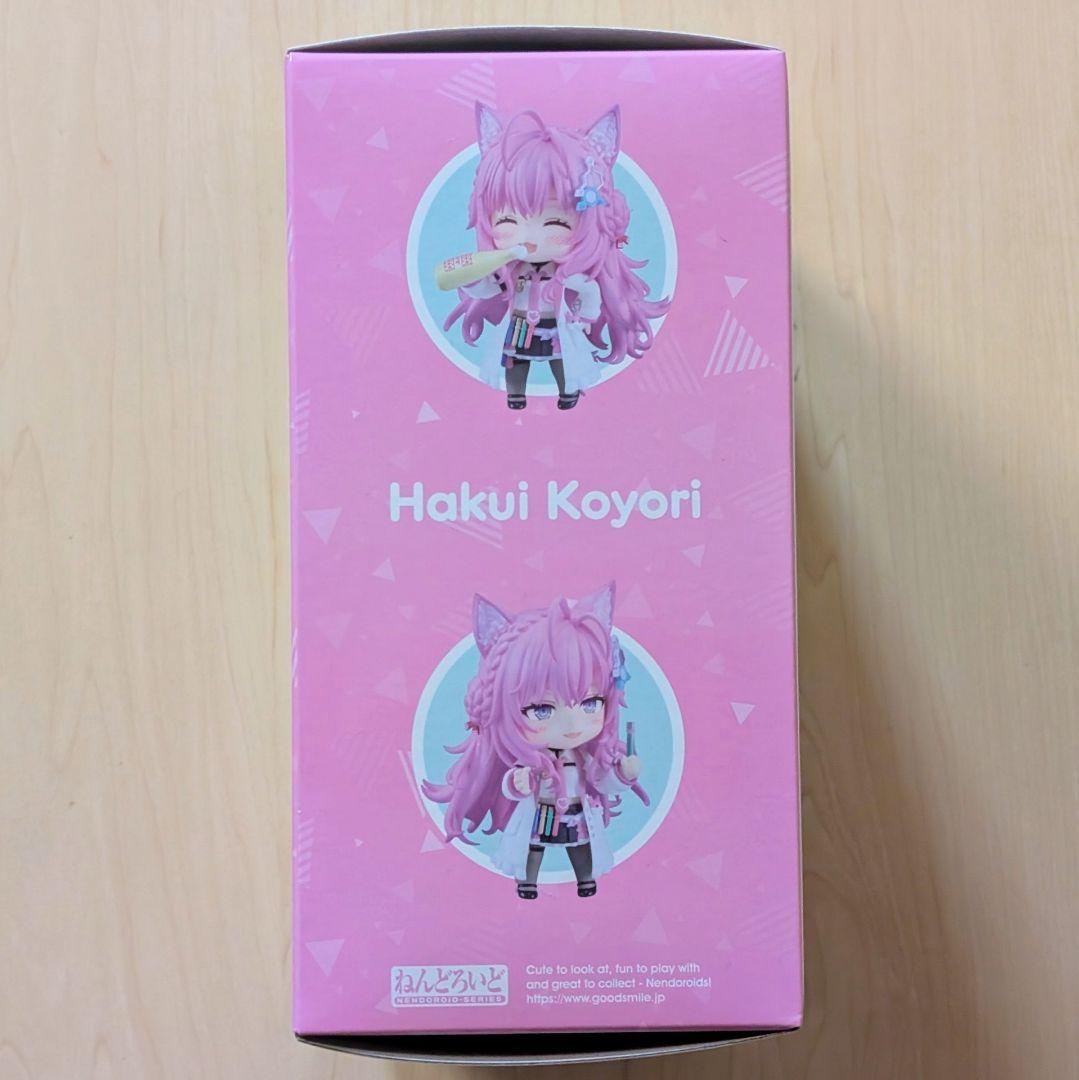 Hakui Koyori
ねんどろいど
NENDOROID-SERIES
Cute to look at, fun to play with
and great to collect - Nendoroids!
https://www.goodsmile.jp